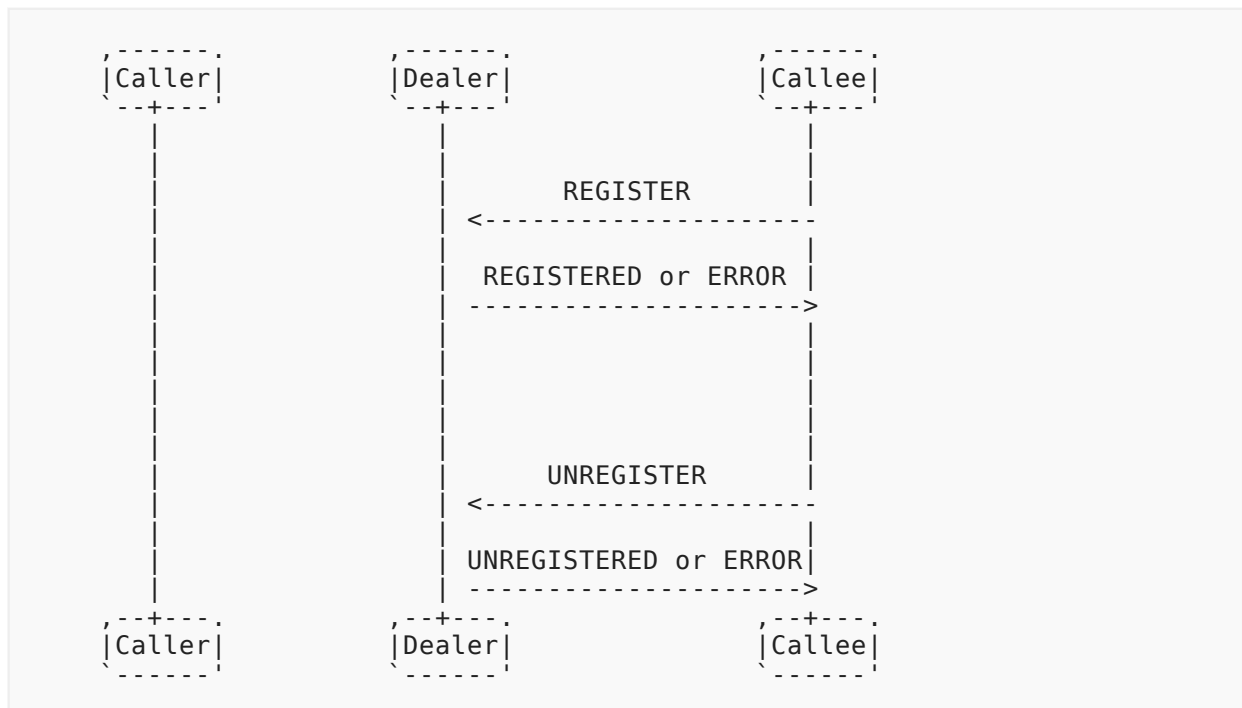 Caller Dealer Callee
REGISTER
REGISTERED or ERROR
UNREGISTER
UNREGISTERED or ERROR
Caller Dealer Callee